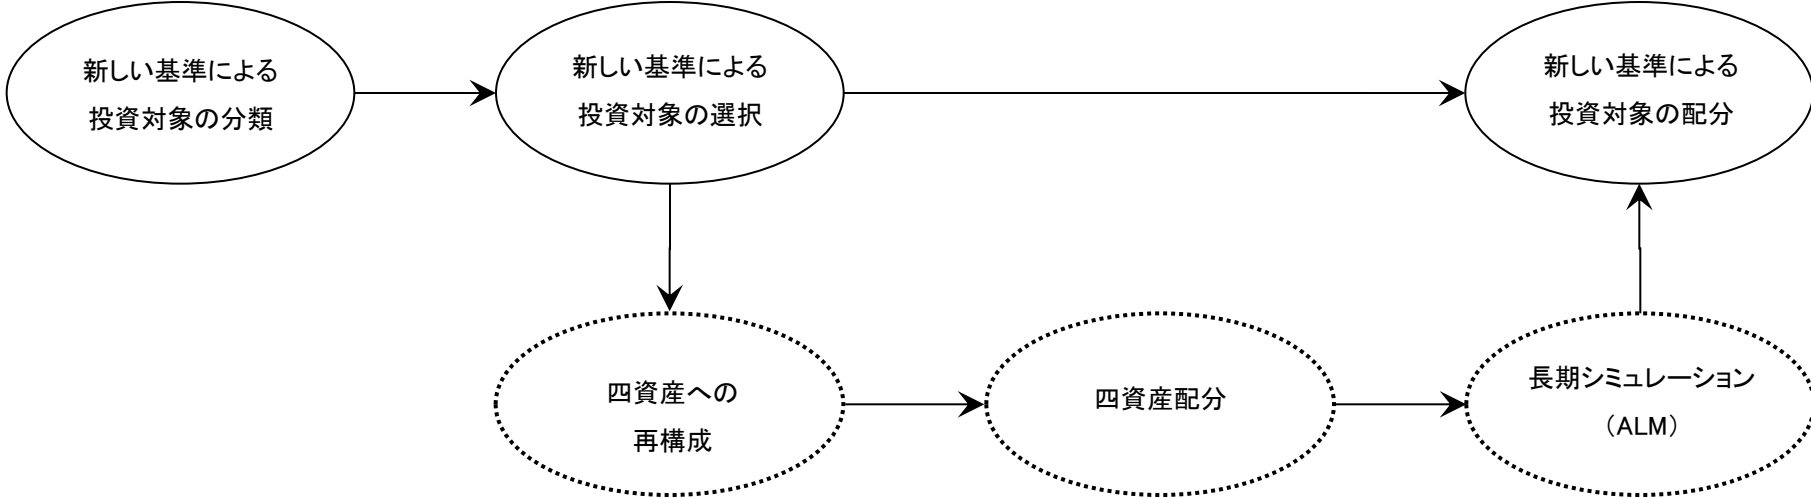 新しい基準による
投資対象の分類
新しい基準による
投資対象の選択
新しい基準による
投資対象の配分
四資産への
再構成
四資産配分
長期シミュレーション
（ALM）